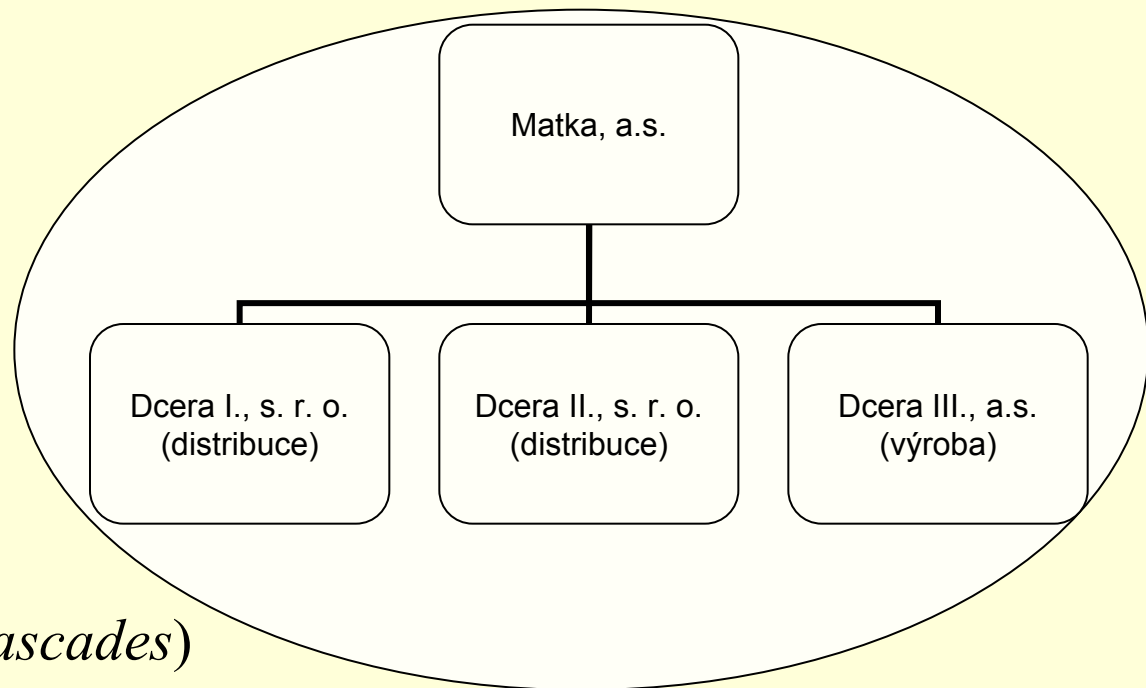 Matka, a.s.
Dcera I., s. r. o.
(distribuce)
Dcera II., s. r. o.
(distribuce)
Dcera III., a.s.
(výroba)
ascades)